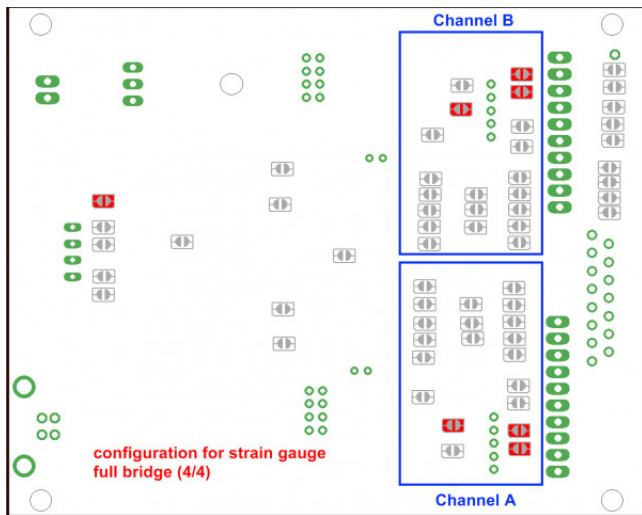 Channel B
configuration for strain gauge
full bridge (4/4)
Channel A